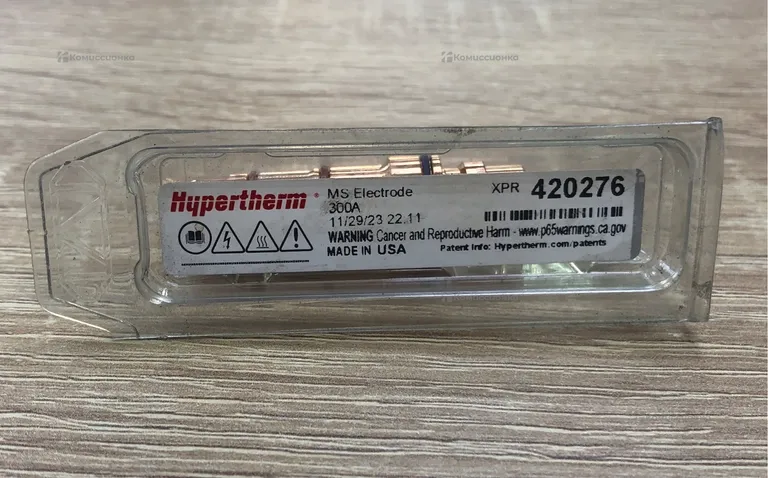 Комиссионко
Комиссионко
Hypertherm®
MS Electrode
300A
11/29/23 22.11
XPR 420276
WARNING Cancer and Reproductive Harm - www.p65warnings.ca.gov
MADE IN USA
Patent Info: Hypertherm.com/patents